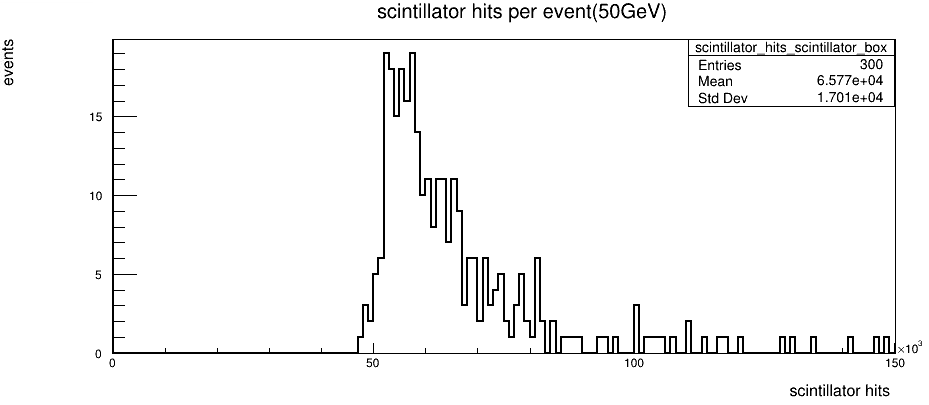 scintillator hits per event(50GeV)
events
scintillator_hits_scintillator_box
Entries 300
Mean 6.577e+04
Std Dev 1.701e+04
15
10
5
0
0 50 100 150
×10³
scintillator hits